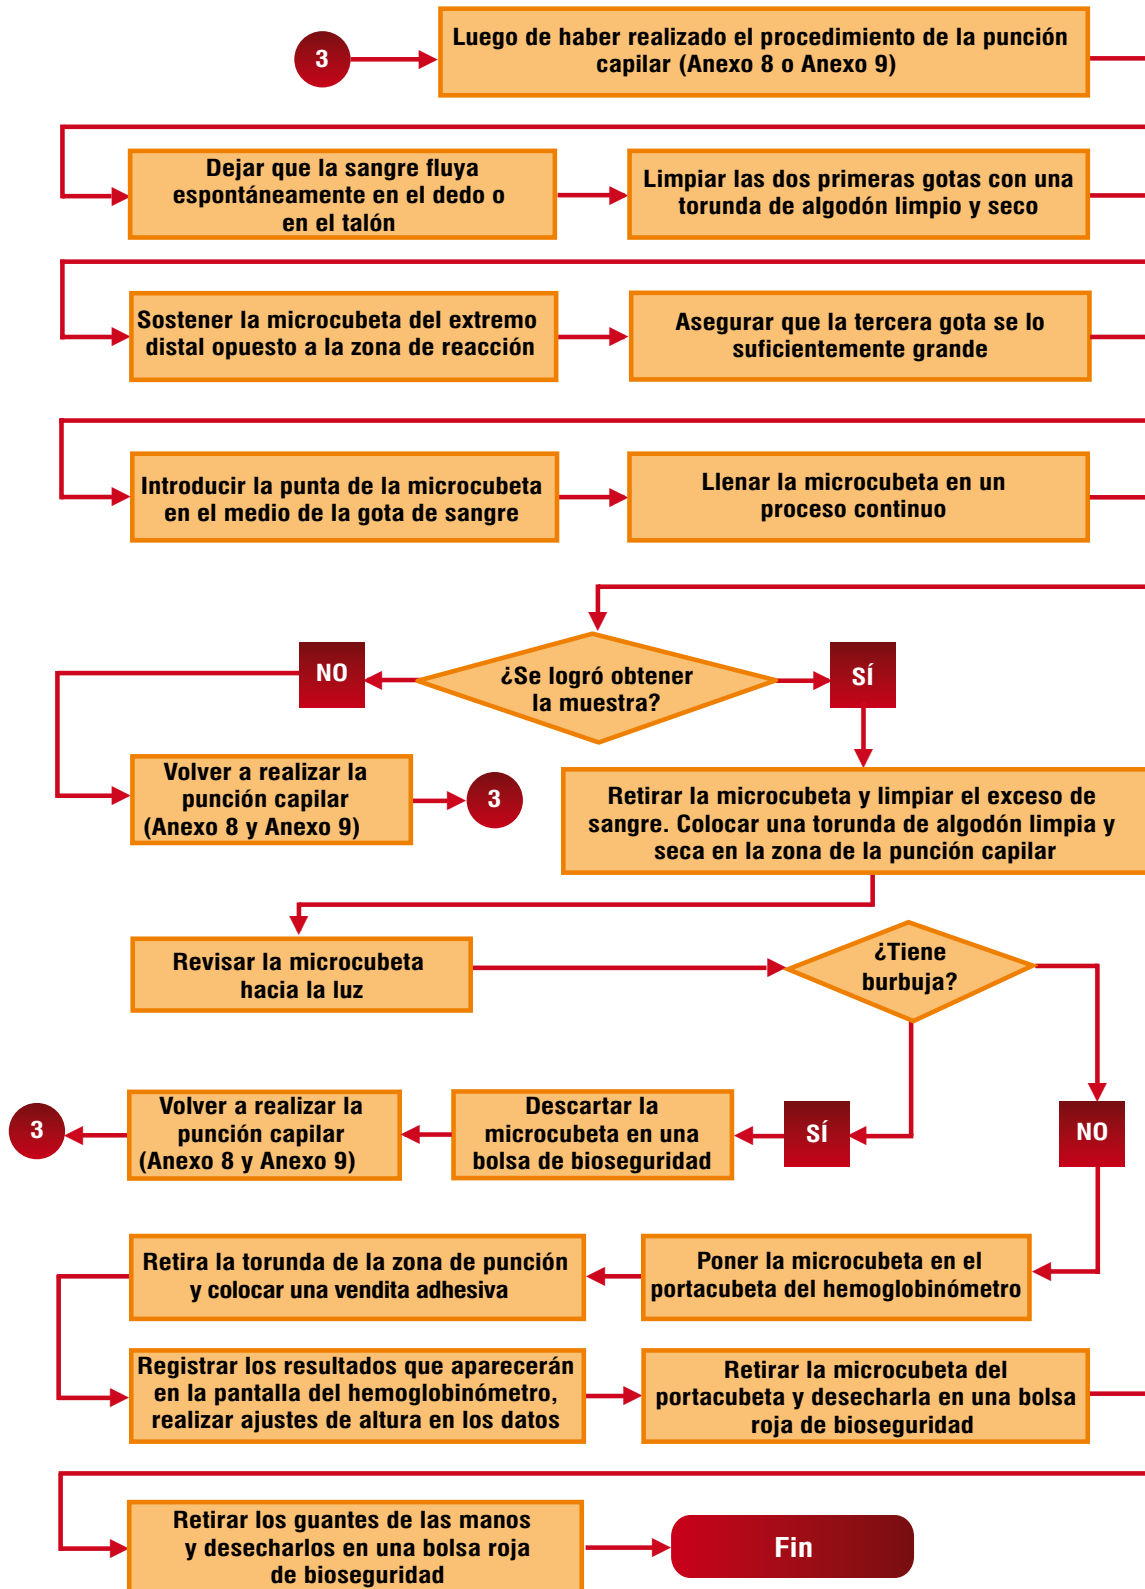 3
Luego de haber realizado el procedimiento de la punción
capilar (Anexo 8 o Anexo 9)
Dejar que la sangre fluya
espontáneamente en el dedo o
en el talón
Limpiar las dos primeras gotas con una
torunda de algodón limpio y seco
Sostener la microcubeta del extremo
distal opuesto a la zona de reacción
Asegurar que la tercera gota se lo
suficientemente grande
Introducir la punta de la microcubeta
en el medio de la gota de sangre
Llenar la microcubeta en un
proceso continuo
¿Se logró obtener
la muestra?
NO
SÍ
Volver a realizar la
punción capilar
(Anexo 8 y Anexo 9)
3
Retirar la microcubeta y limpiar el exceso de
sangre. Colocar una torunda de algodón limpia y
seca en la zona de la punción capilar
Revisar la microcubeta
hacia la luz
¿Tiene
burbuja?
3
Volver a realizar la
punción capilar
(Anexo 8 y Anexo 9)
Descartar la
microcubeta en una
bolsa de bioseguridad
SÍ
NO
Retira la torunda de la zona de punción
y colocar una vendita adhesiva
Poner la microcubeta en el
portacubeta del hemoglobinómetro
Registrar los resultados que aparecerán
en la pantalla del hemoglobinómetro,
realizar ajustes de altura en los datos
Retirar la microcubeta del
portacubeta y desecharla en una bolsa
roja de bioseguridad
Retirar los guantes de las manos
y desecharlos en una bolsa roja
de bioseguridad
Fin